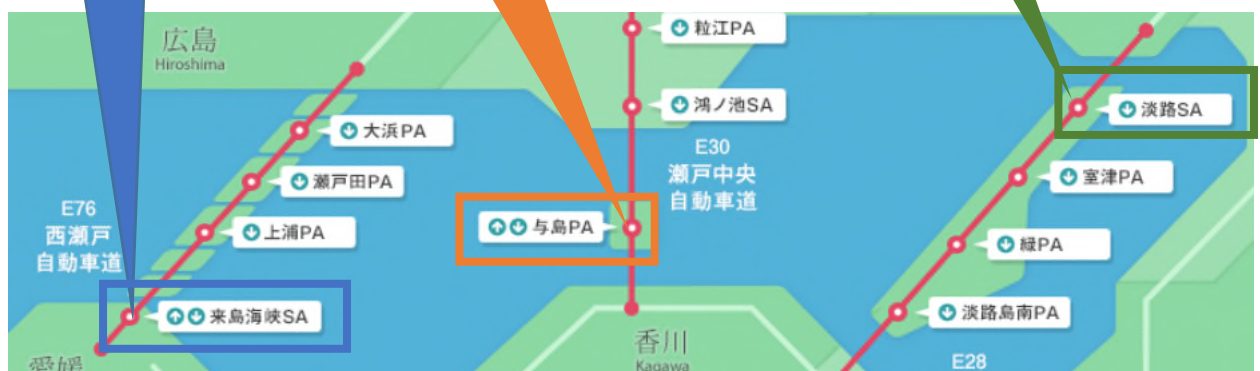 広島
Hiroshima
大浜PA
瀬戸田PA
上浦PA
E76
西瀬戸
自動車道
来島海峡SA
愛媛
粒江PA
鴻ノ池SA
E30
瀬戸中央
自動車道
与島PA
香川
Kagawa
淡路SA
室津PA
緑PA
淡路島南PA
E28